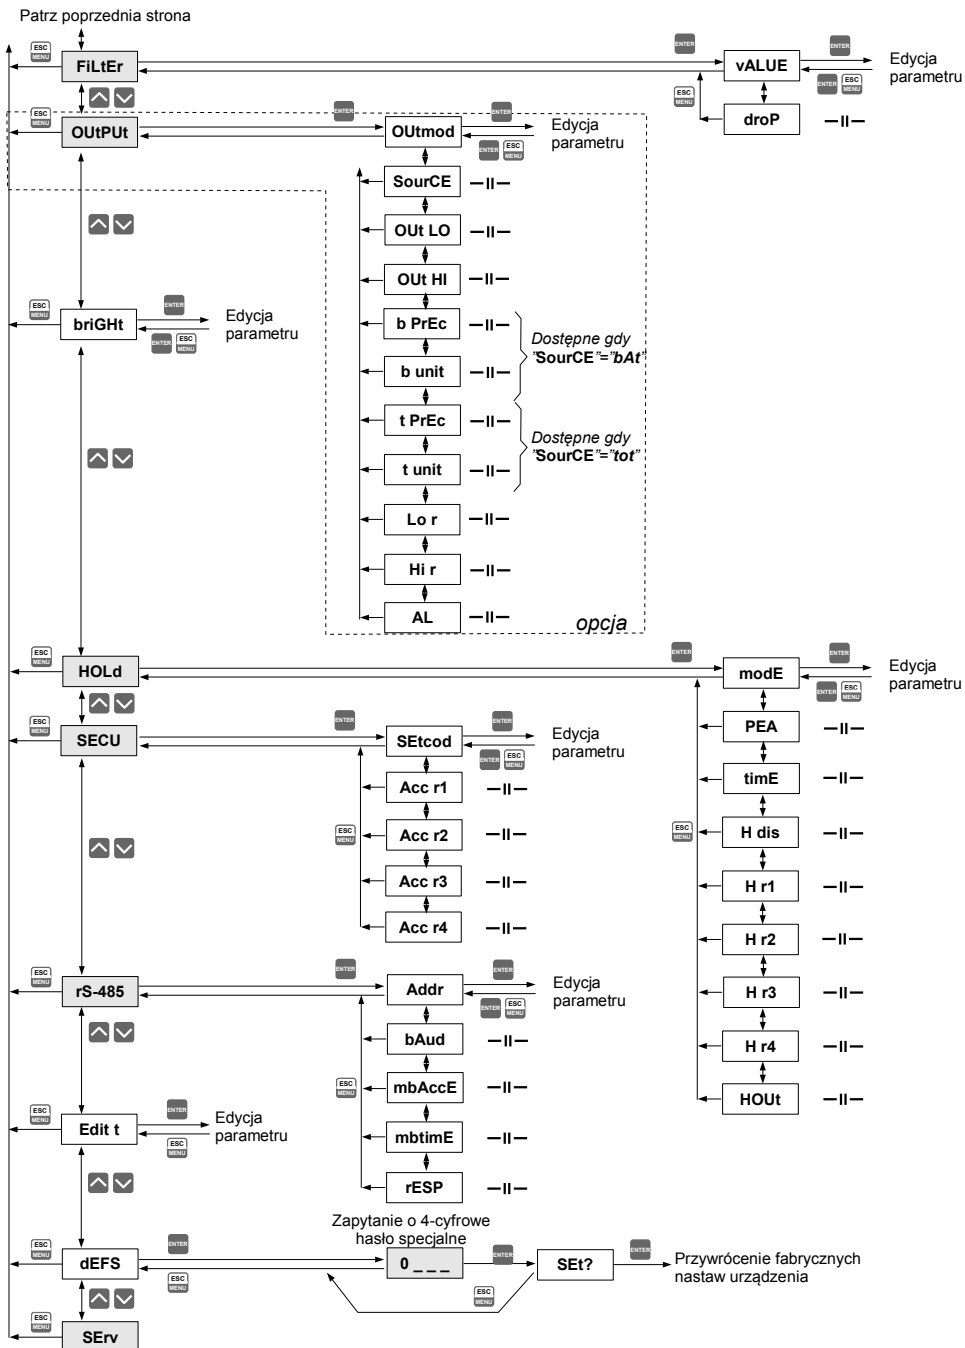 Patrz poprzednia strona
ESC
MENU
FiLtEr
ENTER
vALUE
ENTER
ENTER
ESC
MENU
Edycja
parametru
ESC
MENU
droP
—II—
ESC
MENU
OUtPUt
ENTER
OUtmod
ENTER
ENTER
ESC
MENU
Edycja
parametru
SourCE
—II—
OUt LO
—II—
OUt HI
—II—
b PrEc
—II—
b unit
—II—
Dostępne gdy
"SourCE"="bAt"
t PrEc
—II—
t unit
—II—
Dostępne gdy
"SourCE"="tot"
Lo r
—II—
Hi r
—II—
AL
—II—
opcja
ESC
MENU
briGHt
ENTER
ENTER
ESC
MENU
Edycja
parametru
ESC
MENU
HOLd
ENTER
modE
ENTER
ENTER
ESC
MENU
Edycja
parametru
PEA
—II—
timE
—II—
ESC
MENU
H dis
—II—
H r1
—II—
H r2
—II—
H r3
—II—
H r4
—II—
HOUt
—II—
ESC
MENU
SECU
ENTER
SEtcod
ENTER
ENTER
ESC
MENU
Edycja
parametru
Acc r1
—II—
ESC
MENU
Acc r2
—II—
Acc r3
—II—
Acc r4
—II—
ESC
MENU
rS-485
ENTER
Addr
ENTER
ENTER
ESC
MENU
Edycja
parametru
bAud
—II—
ESC
MENU
mbAccE
—II—
mbtimE
—II—
rESP
—II—
ESC
MENU
Edit t
ENTER
ESC
MENU
Edycja
parametru
Zapytanie o 4-cyfrowe
hasło specjalne
ESC
MENU
dEFS
ENTER
ESC
MENU
0 _ _ _
ENTER
ESC
MENU
SEt?
ENTER
Przywrócenie fabrycznych
nastaw urządzenia
ESC
MENU
SErv